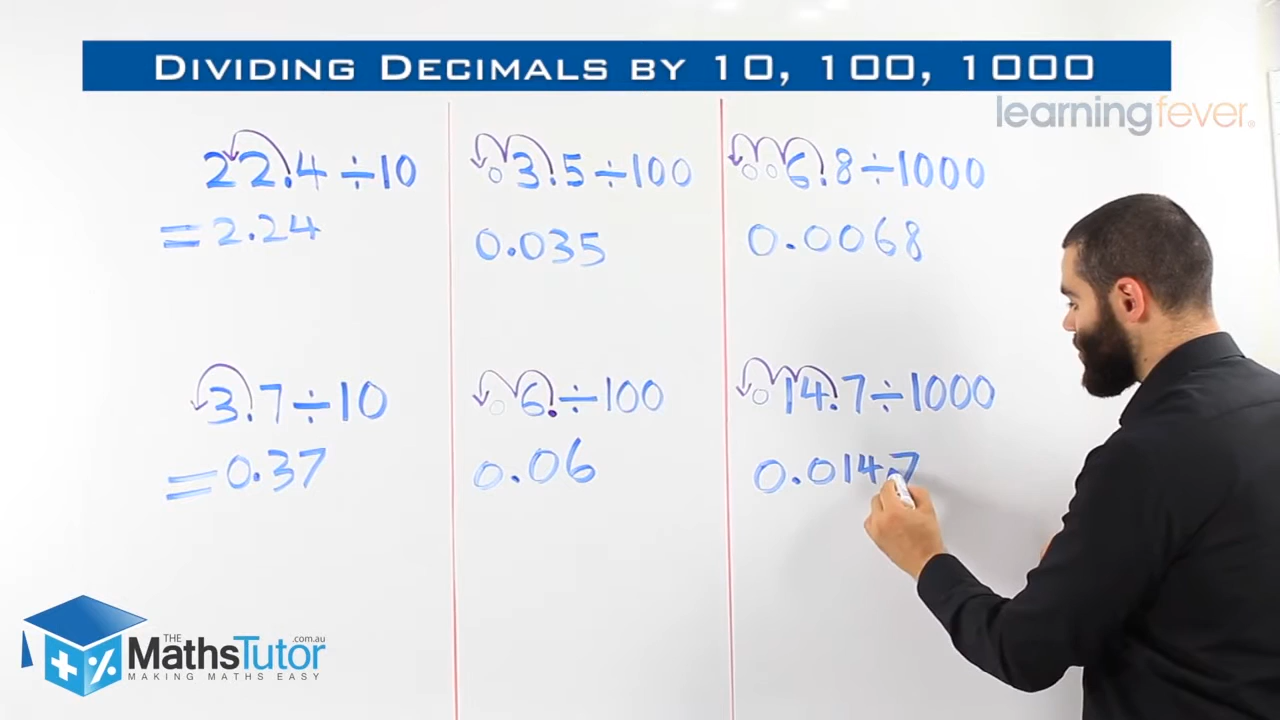 DIVIDING DECIMALS BY 10, 100, 1000
learningfever®
22.4÷10
=2.24
3.5÷100
0.035
6.8÷1000
0.0068
3.7÷10
=0.37
6.÷100
0.06
14.7÷1000
0.014.7
THE
MathsTutor
.com.au
MAKING MATHS EASY